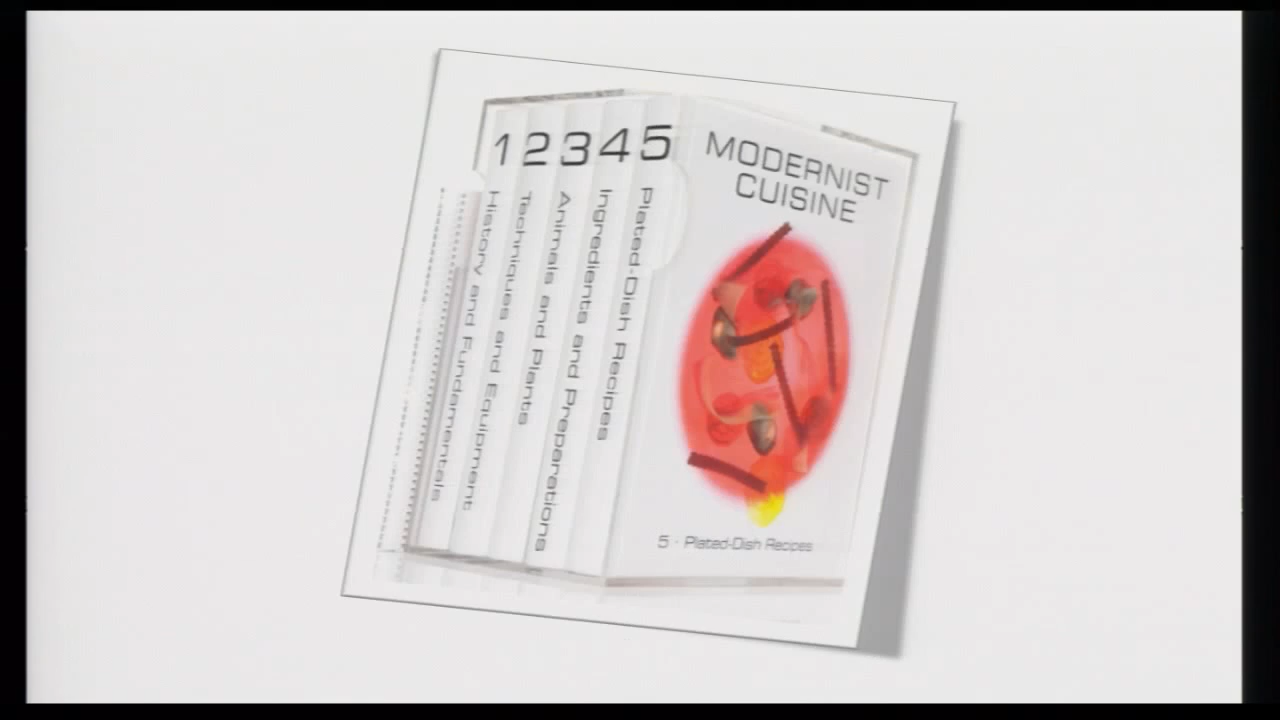 1 2 3 4 5
History and Fundamentals
Techniques and Equipment
Animals and Plants
Ingredients and Preparations
Plated-Dish Recipes
MODERNIST
CUISINE
5 - Plated-Dish Recipes